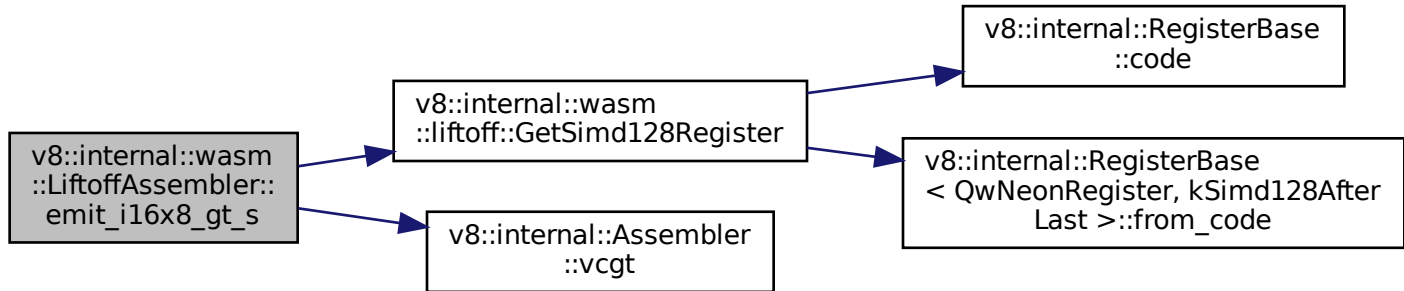 v8::internal::wasm
::LiftoffAssembler::
emit_i16x8_gt_s
v8::internal::wasm
::liftoff::GetSimd128Register
v8::internal::RegisterBase
::code
v8::internal::RegisterBase
< QwNeonRegister, kSimd128After
Last >::from_code
v8::internal::Assembler
::vcgt